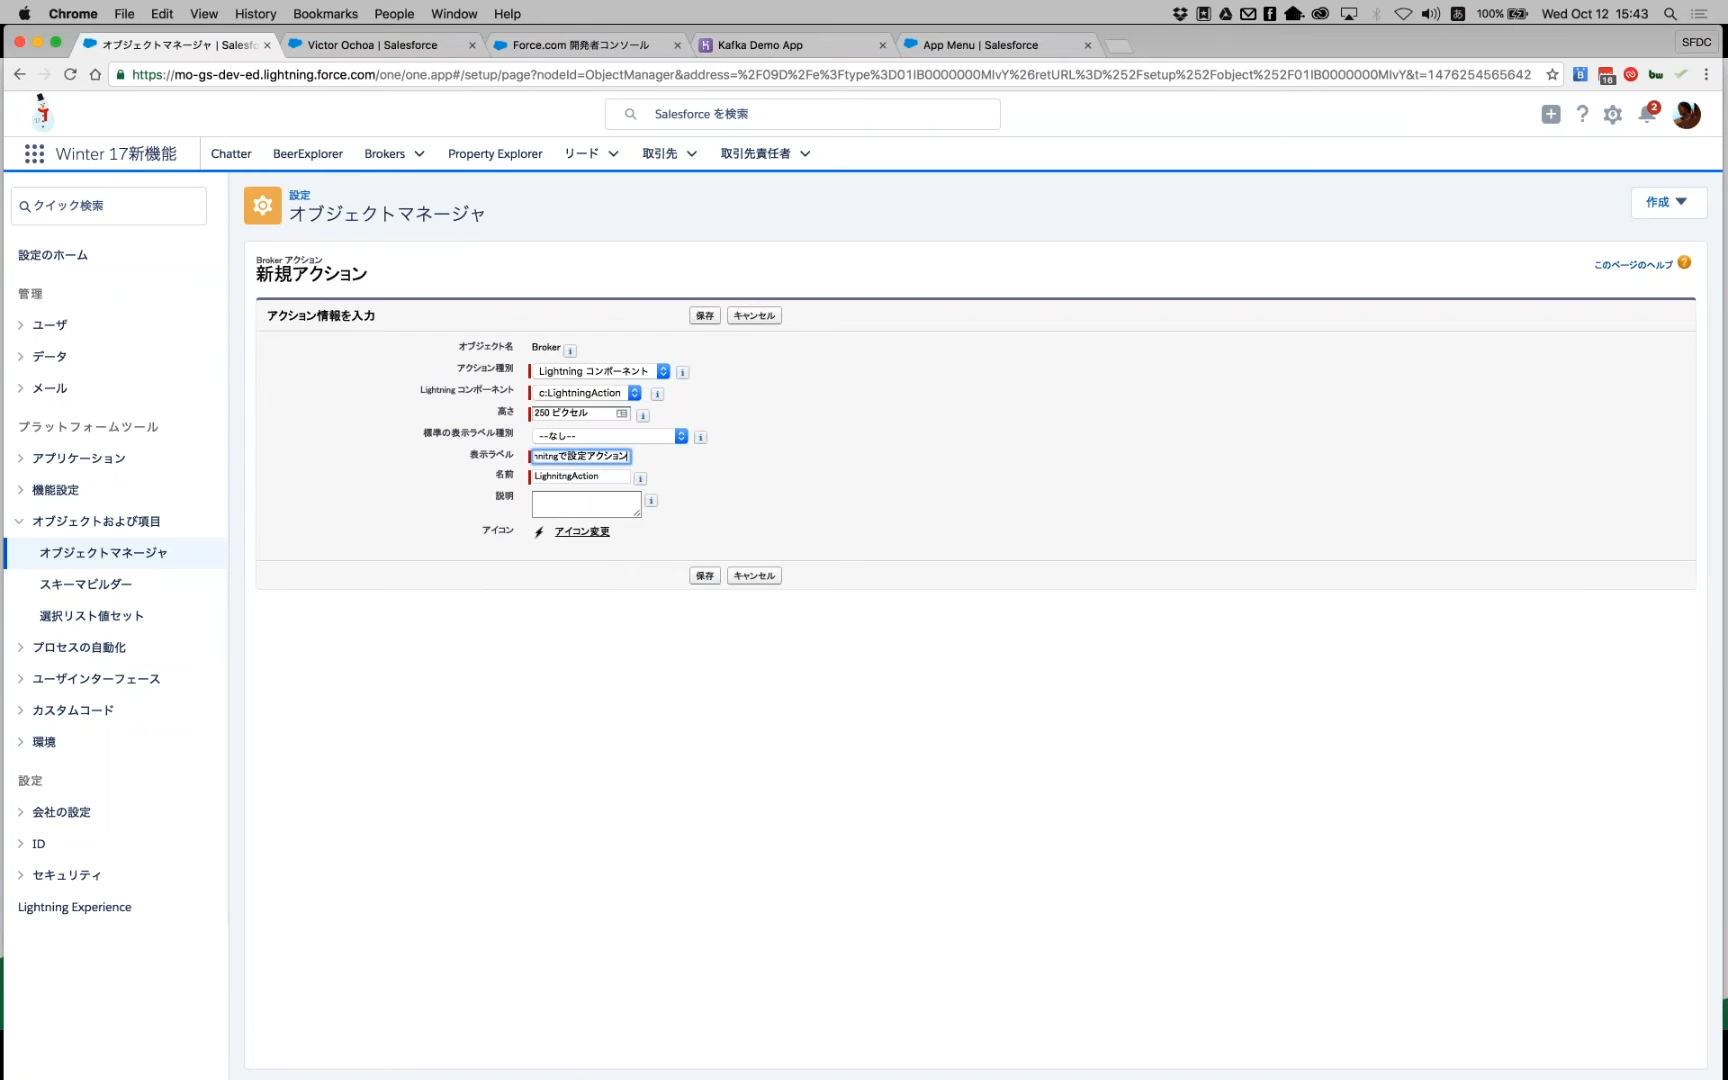 Chrome File Edit View History Bookmarks People Window Help 100% Wed Oct 12 15:43
オブジェクトマネージャ | Salesfo Victor Ochoa | Salesforce Force.com 開発者コンソール Kafka Demo App App Menu | Salesforce SFDC
https://mo-gs-dev-ed.lightning.force.com/one/one.app#/setup/page?nodeId=ObjectManager&address=%2F09D%2Fe%3Ftype%3D01IB0000000MlvY%26retURL%3D%252Fsetup%252Fobject%252F01IB0000000MlvY&t=1476254565642 16 bw
Salesforce を検索 2
Winter 17新機能 Chatter BeerExplorer Brokers Property Explorer リード 取引先 取引先責任者
クイック検索
設定
オブジェクトマネージャ
作成
設定のホーム
管理
ユーザ
データ
メール
プラットフォームツール
アプリケーション
機能設定
オブジェクトおよび項目
オブジェクトマネージャ
スキーマビルダー
選択リスト値セット
プロセスの自動化
ユーザインターフェース
カスタムコード
環境
設定
会社の設定
ID
セキュリティ
Lightning Experience
Broker アクション
新規アクション
このページのヘルプ
アクション情報を入力 保存 キャンセル
オブジェクト名 Broker
アクション種別 Lightning コンポーネント
Lightning コンポーネント c:LightningAction
高さ 250 ピクセル
標準の表示ラベル種別 --なし--
表示ラベル nitngで設定アクション
名前 LighnitngAction
説明
アイコン アイコン変更
保存 キャンセル